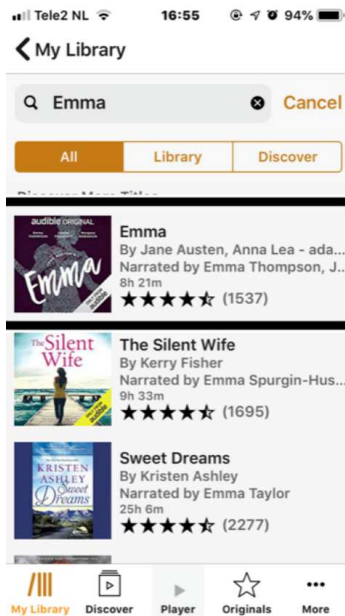 Tele2 NL 16:55 94%
My Library
Emma Cancel
All Library Discover
Discover More Titles
audible ORIGINAL
Emma
Emma
By Jane Austen, Anna Lea - ada...
Narrated by Emma Thompson, J...
8h 21m
(1537)
The Silent Wife
The Silent Wife
By Kerry Fisher
Narrated by Emma Spurgin-Hus...
9h 33m
(1695)
KRISTEN
ASHLEY
Sweet
Dreams
Sweet Dreams
By Kristen Ashley
Narrated by Emma Taylor
25h 6m
(2277)
My Library Discover Player Originals More